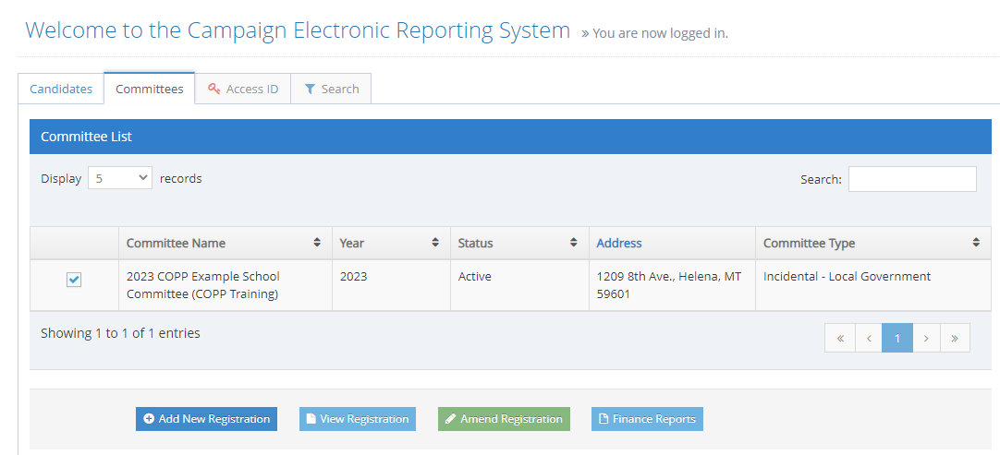 Welcome to the Campaign Electronic Reporting System » You are now logged in.
Candidates Committees Access ID Search
Committee List
Display 5 records Search:
Committee Name Year Status Address Committee Type
2023 COPP Example School 2023 Active 1209 8th Ave., Helena, MT Incidental - Local Government
Committee (COPP Training) 59601
Showing 1 to 1 of 1 entries « ‹ 1 › »
Add New Registration View Registration Amend Registration Finance Reports